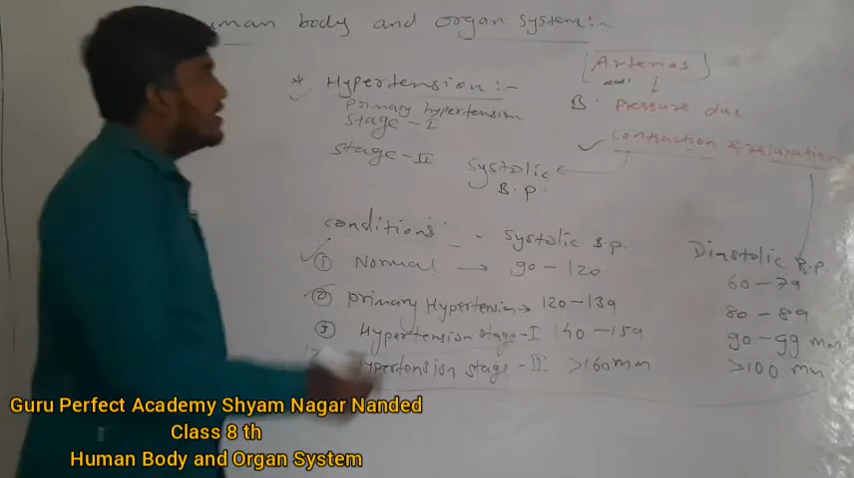 uman body and organ system:-
[Arteries]
* Hypertension :-
Primary hypertension
B. Pressure due
Stage - I
contraction & relaxation
Stage - II
Systolic B.p.
conditions - Systolic B.p. Diastolic B.P.
① Normal → 90 - 120 60 - 79
② Primary Hypertension → 120 - 139 80 - 89
③ Hypertension stage - I 140 - 159 90 - 99 mm
ypertension stage - II >160mm >100 mm
Guru Perfect Academy Shyam Nagar Nanded
Class 8 th
Human Body and Organ System